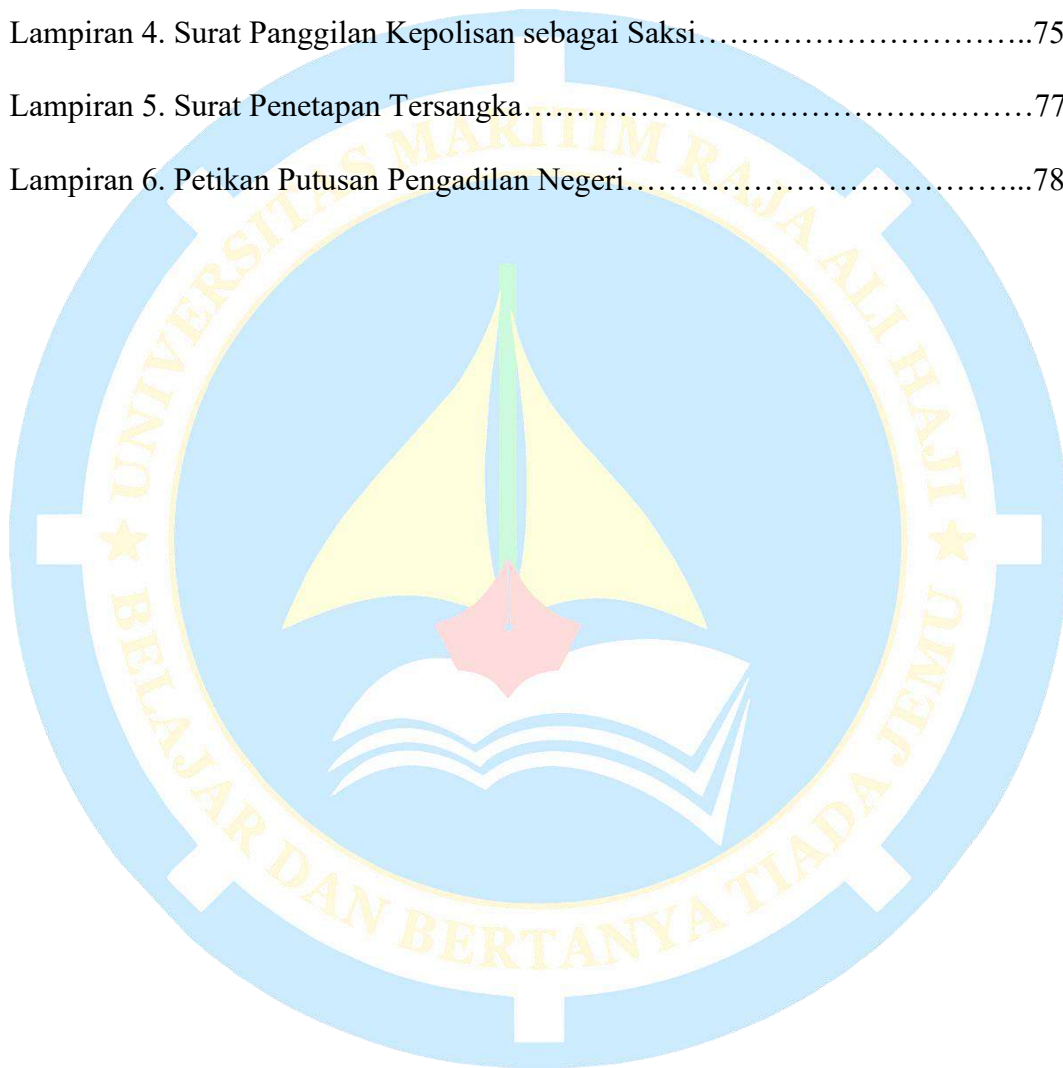 Lampiran 4. Surat Panggilan Kepolisan sebagai Saksi…………………………..75
Lampiran 5. Surat Penetapan Tersangka…………………………………………77
Lampiran 6. Petikan Putusan Pengadilan Negeri………………………………...78
UNIVERSITAS MARITIM RAJA ALI HAJI
BELAJAR DAN BERTANYA TIADA JEMU